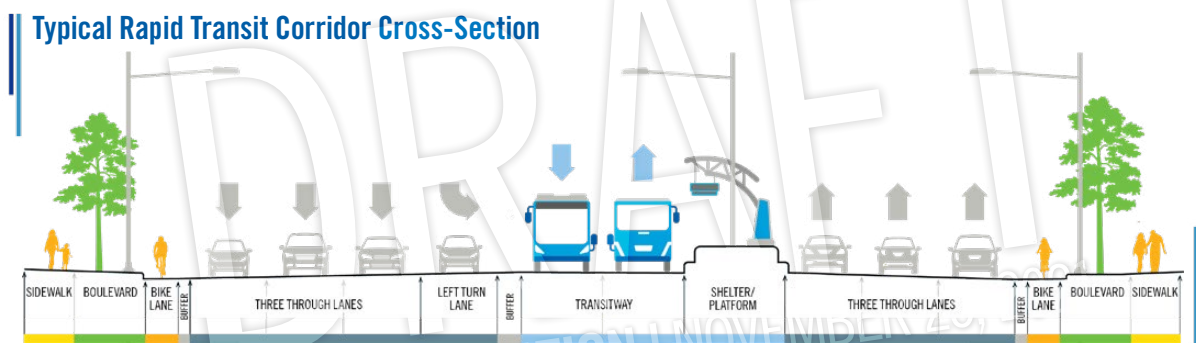 Typical Rapid Transit Corridor Cross-Section
DRAFT
SIDEWALK
BOULEVARD
BIKE
LANE
BUFFER
THREE THROUGH LANES
LEFT TURN
LANE
BUFFER
TRANSITWAY
SHELTER/
PLATFORM
THREE THROUGH LANES
BUFFER
BIKE
LANE
BOULEVARD
SIDEWALK
NOVEMBER